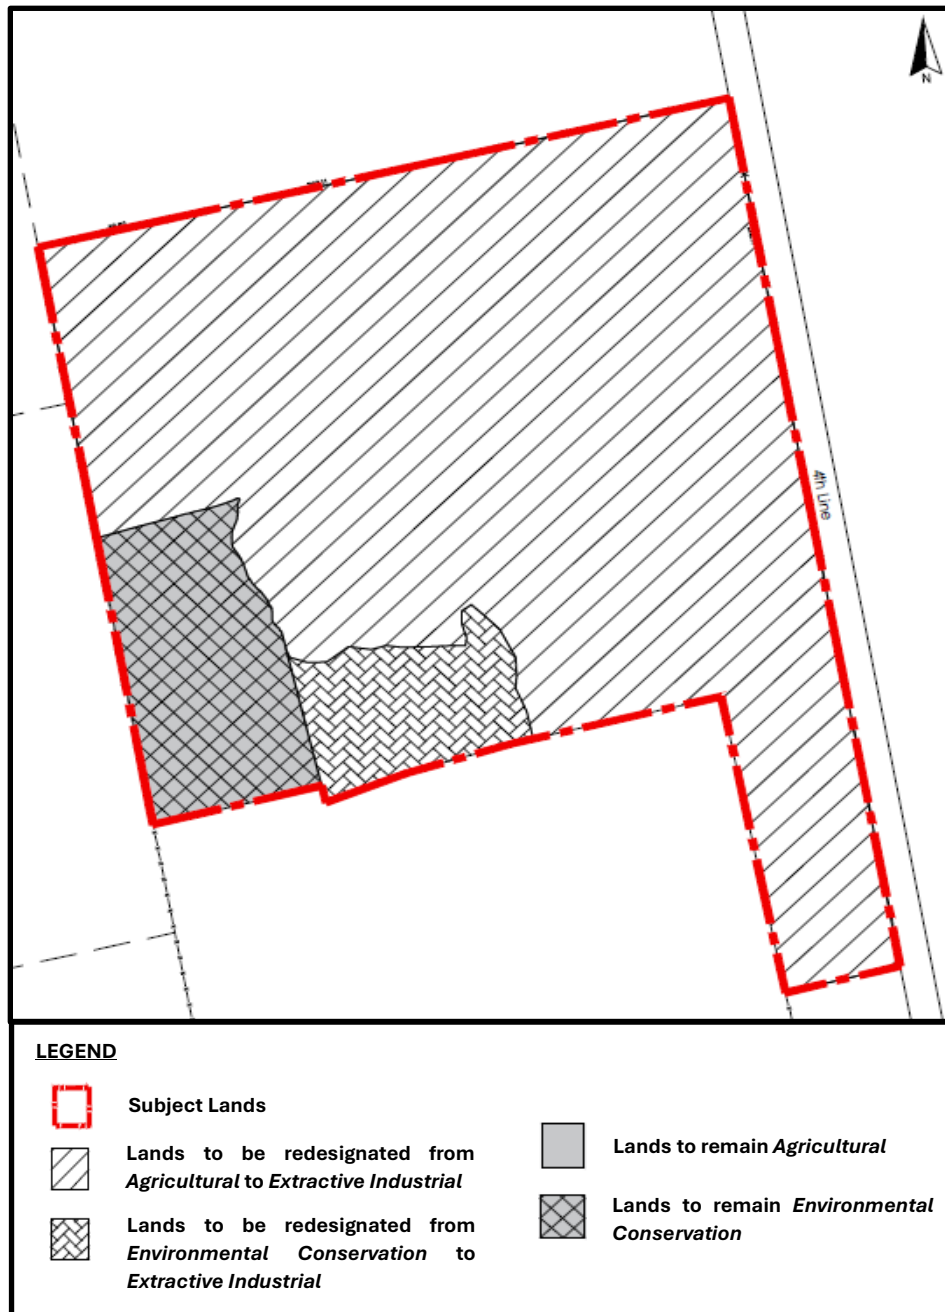 N
4th Line
LEGEND
Subject Lands
Lands to be redesignated from
Agricultural to Extractive Industrial
Lands to be redesignated from
Environmental Conservation to
Extractive Industrial
Lands to remain Agricultural
Lands to remain Environmental
Conservation